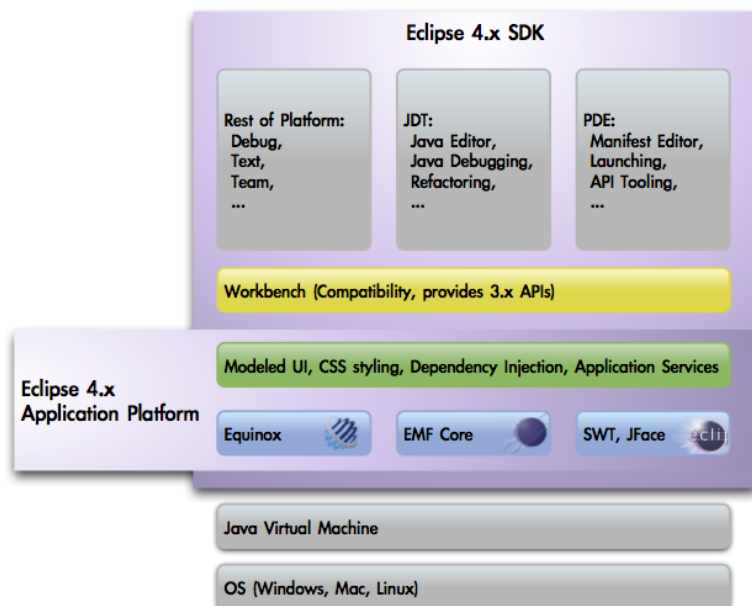 Eclipse 4.x SDK
Rest of Platform:
Debug,
Text,
Team,
...
JDT:
Java Editor,
Java Debugging,
Refactoring,
...
PDE:
Manifest Editor,
Launching,
API Tooling,
...
Workbench (Compatibility, provides 3.x APIs)
Eclipse 4.x
Application Platform
Modeled UI, CSS styling, Dependency Injection, Application Services
Equinox
EMF Core
SWT, JFace
eclip
Java Virtual Machine
OS (Windows, Mac, Linux)